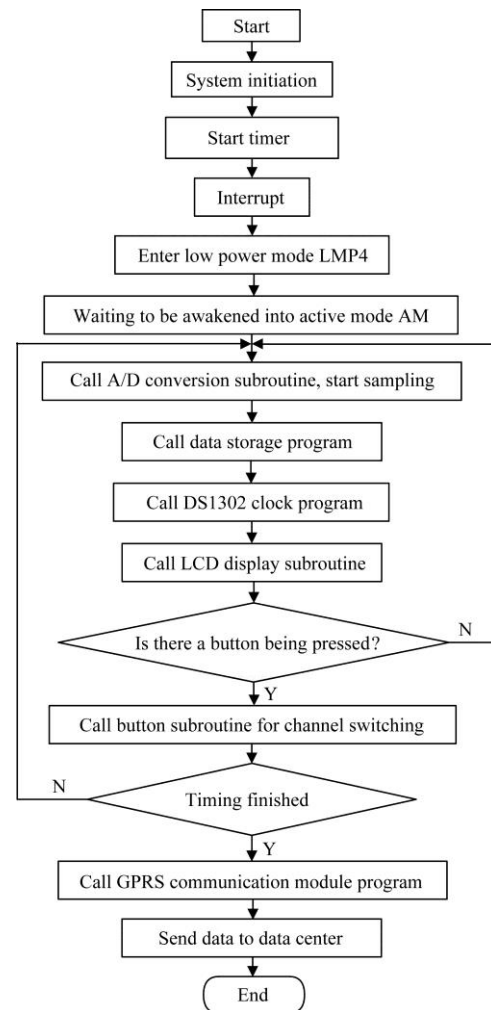 Start
System initiation
Start timer
Interrupt
Enter low power mode LMP4
Waiting to be awakened into active mode AM
Call A/D conversion subroutine, start sampling
Call data storage program
Call DS1302 clock program
Call LCD display subroutine
Is there a button being pressed?
N
Y
Call button subroutine for channel switching
N
Timing finished
Y
Call GPRS communication module program
Send data to data center
End